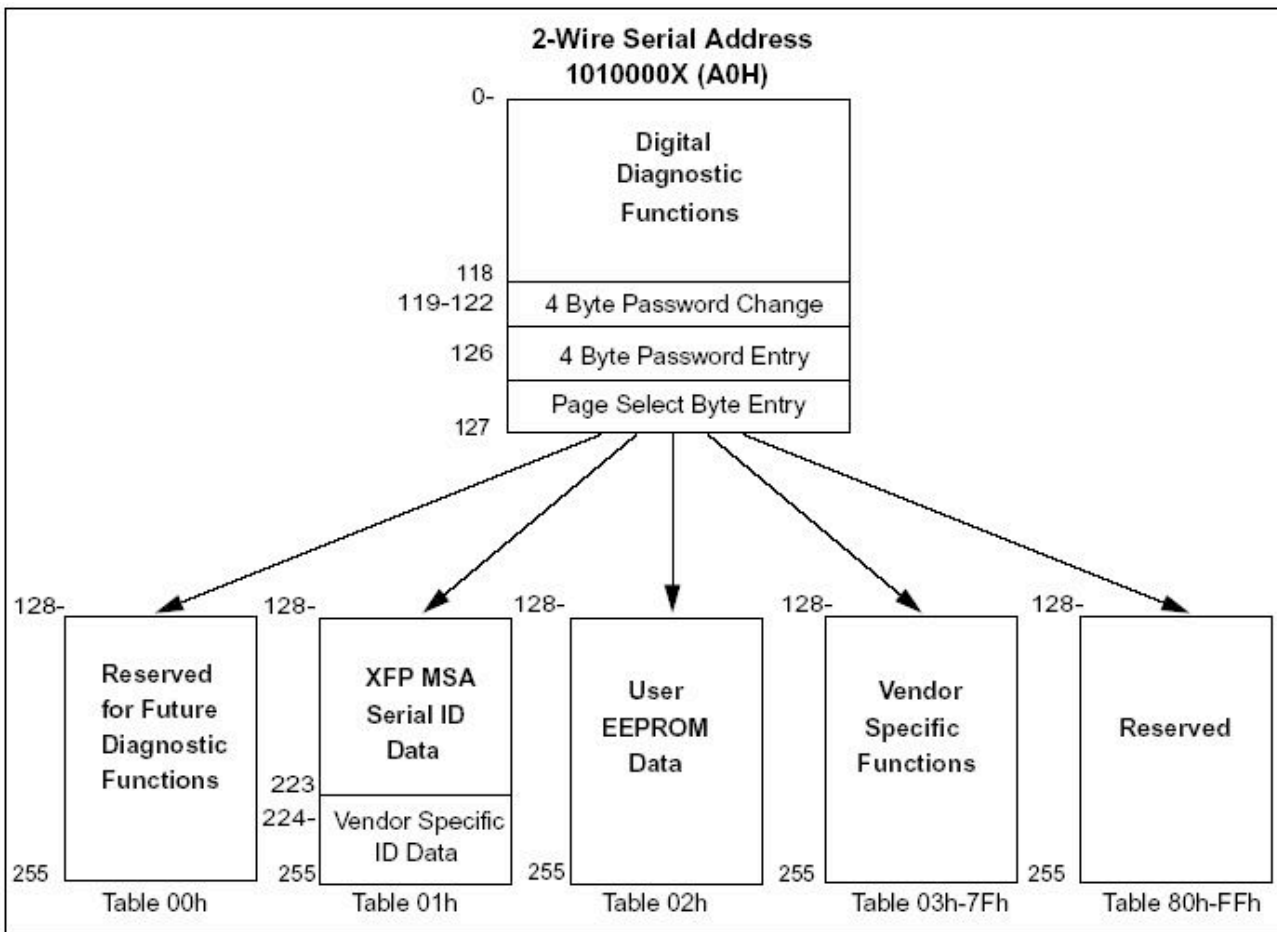 2-Wire Serial Address
1010000X (A0H)
0-
Digital
Diagnostic
Functions
118
119-122
4 Byte Password Change
126
4 Byte Password Entry
Page Select Byte Entry
127
128-
Reserved
for Future
Diagnostic
Functions
255
Table 00h
128-
XFP MSA
Serial ID
Data
223
224-
Vendor Specific
ID Data
255
Table 01h
128-
User
EEPROM
Data
255
Table 02h
128-
Vendor
Specific
Functions
255
Table 03h-7Fh
128-
Reserved
255
Table 80h-FFh